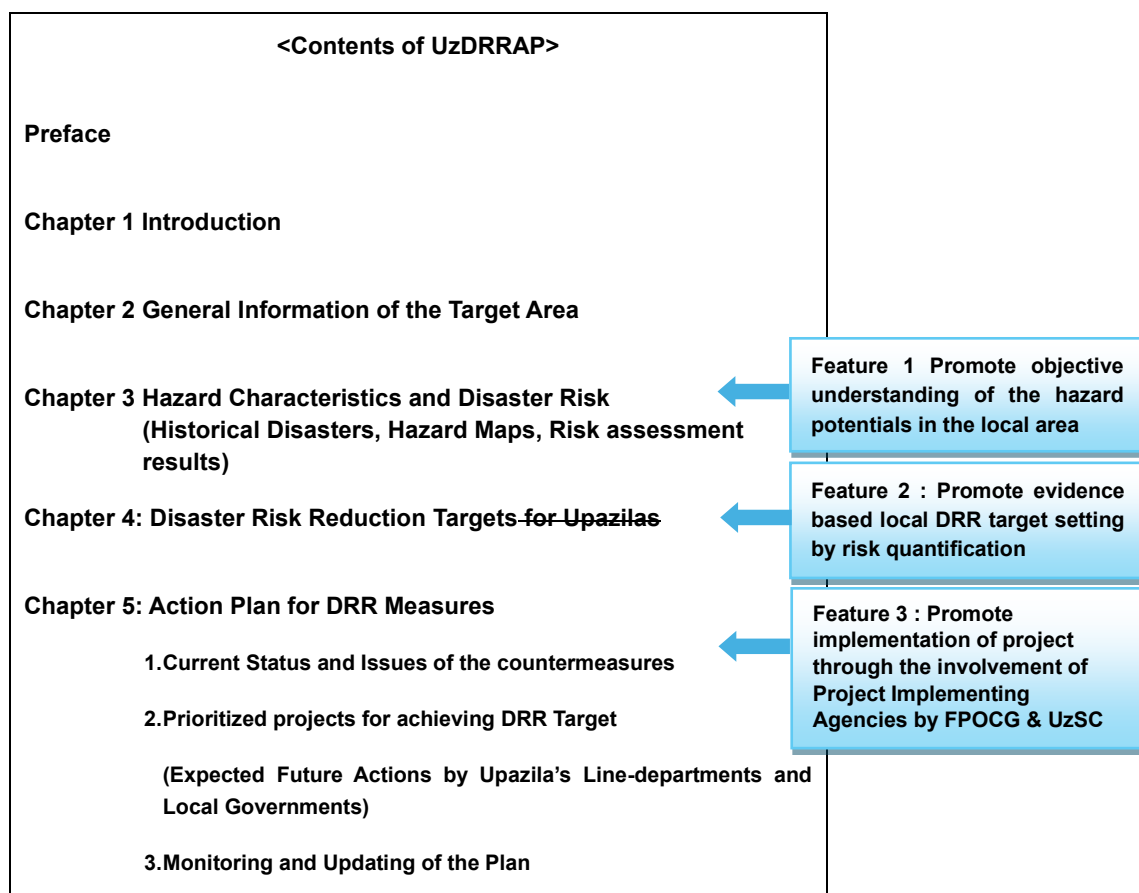 <Contents of UzDRRAP>
Preface
Chapter 1 Introduction
Chapter 2 General Information of the Target Area
Chapter 3 Hazard Characteristics and Disaster Risk
(Historical Disasters, Hazard Maps, Risk assessment
results)
Feature 1 Promote objective
understanding of the hazard
potentials in the local area
Chapter 4: Disaster Risk Reduction Targets for Upazilas
Feature 2 : Promote evidence
based local DRR target setting
by risk quantification
Chapter 5: Action Plan for DRR Measures
1.Current Status and Issues of the countermeasures
2.Prioritized projects for achieving DRR Target
(Expected Future Actions by Upazila’s Line-departments and
Local Governments)
3.Monitoring and Updating of the Plan
Feature 3 : Promote
implementation of project
through the involvement of
Project Implementing
Agencies by FPOCG & UzSC